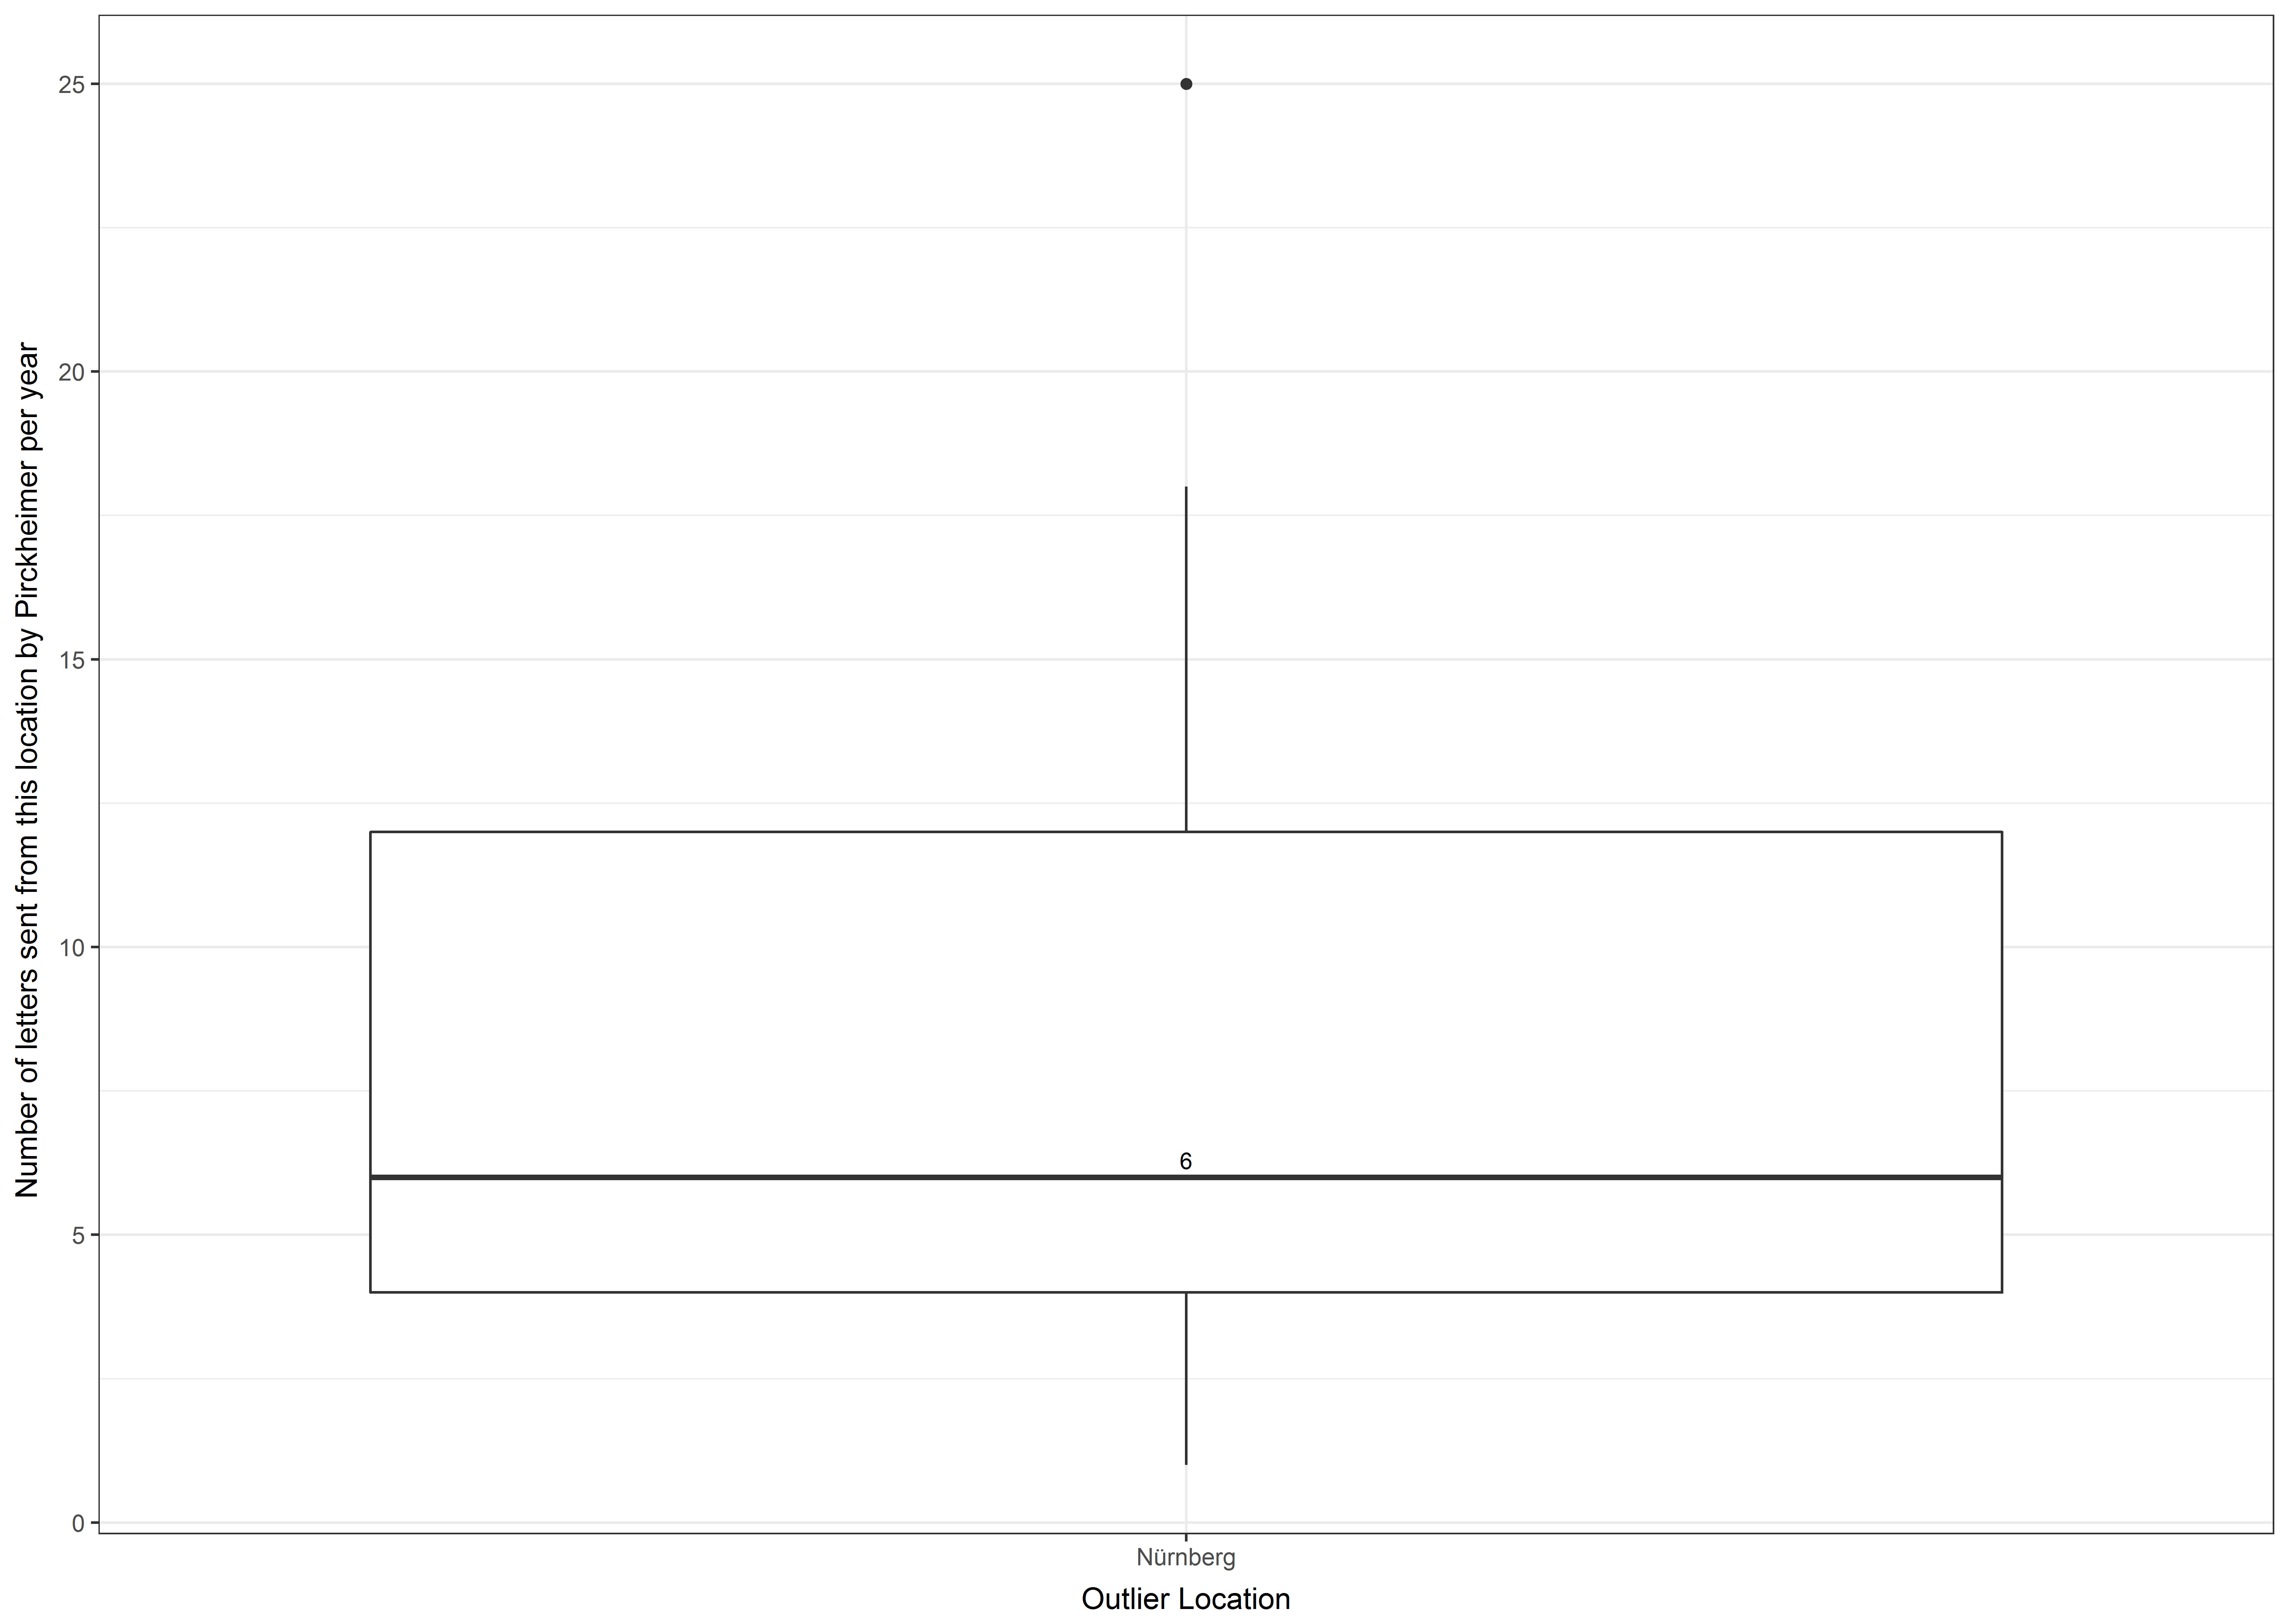 Number of letters sent from this location by Pirckheimer per year
25
20
15
10
5
0
6
Nürnberg
Outlier Location